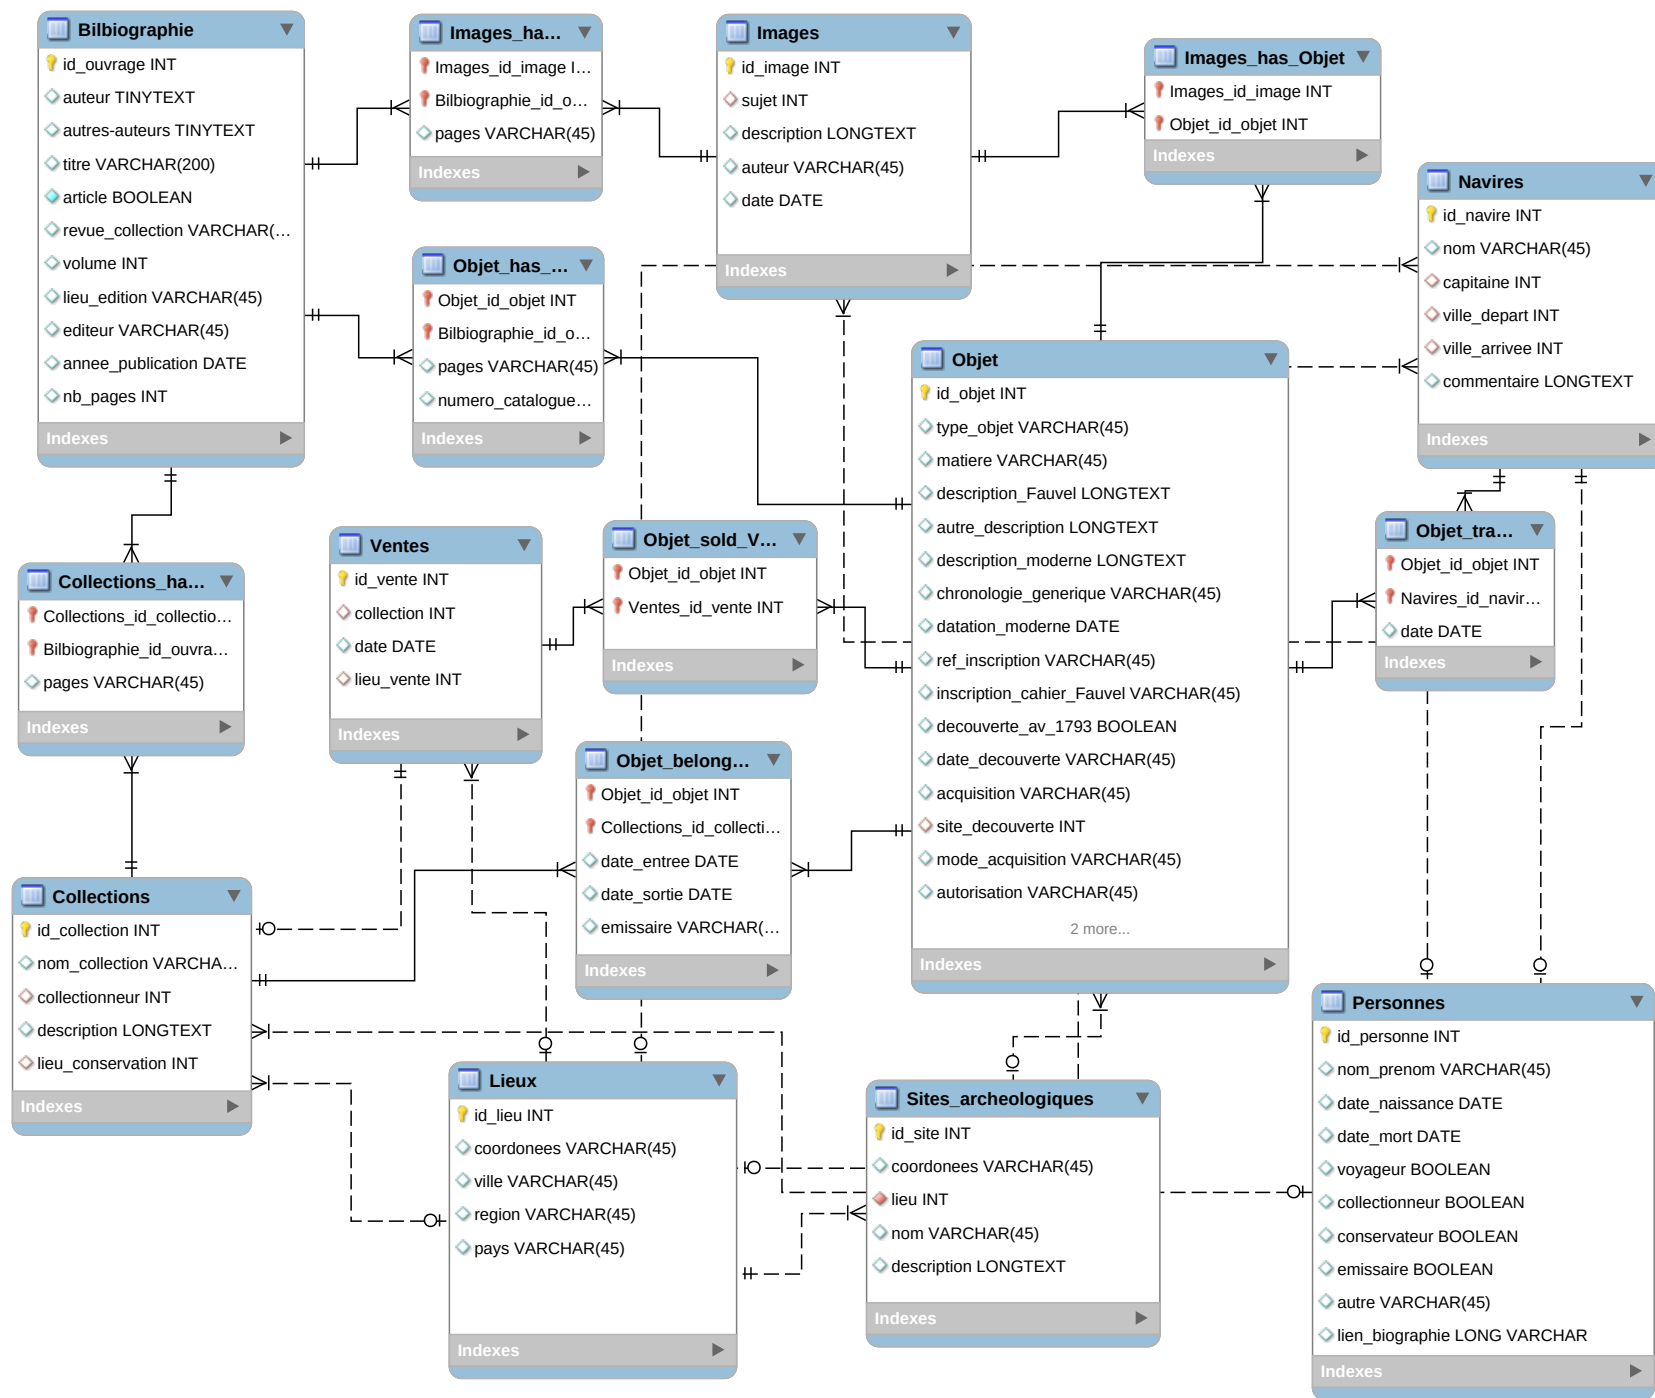 Bilbiographie
id_ouvrage INT
auteur TINYTEXT
autres-auteurs TINYTEXT
titre VARCHAR(200)
article BOOLEAN
revue_collection VARCHAR(...
volume INT
lieu_edition VARCHAR(45)
editeur VARCHAR(45)
annee_publication DATE
nb_pages INT
Indexes
Images_ha...
Images_id_image I...
Bilbiographie_id_o...
pages VARCHAR(45)
Indexes
Images
id_image INT
sujet INT
description LONGTEXT
auteur VARCHAR(45)
date DATE
Indexes
Images_has_Objet
Images_id_image INT
Objet_id_objet INT
Indexes
Navires
id_navire INT
nom VARCHAR(45)
capitaine INT
ville_depart INT
ville_arrivee INT
commentaire LONGTEXT
Indexes
Objet_has_...
Objet_id_objet INT
Bilbiographie_id_o...
pages VARCHAR(45)
numero_catalogue...
Indexes
Objet
id_objet INT
type_objet VARCHAR(45)
matiere VARCHAR(45)
description_Fauvel LONGTEXT
autre_description LONGTEXT
description_moderne LONGTEXT
chronologie_generique VARCHAR(45)
datation_moderne DATE
ref_inscription VARCHAR(45)
inscription_cahier_Fauvel VARCHAR(45)
decouverte_av_1793 BOOLEAN
date_decouverte VARCHAR(45)
acquisition VARCHAR(45)
site_decouverte INT
mode_acquisition VARCHAR(45)
autorisation VARCHAR(45)
2 more...
Indexes
Ventes
id_vente INT
collection INT
date DATE
lieu_vente INT
Indexes
Objet_sold_V...
Objet_id_objet INT
Ventes_id_vente INT
Indexes
Objet_tra...
Objet_id_objet INT
Navires_id_navir...
date DATE
Indexes
Collections_ha...
Collections_id_collectio...
Bilbiographie_id_ouvra...
pages VARCHAR(45)
Indexes
Objet_belong...
Objet_id_objet INT
Collections_id_collecti...
date_entree DATE
date_sortie DATE
emissaire VARCHAR(...
Indexes
Collections
id_collection INT
nom_collection VARCHA...
collectionneur INT
description LONGTEXT
lieu_conservation INT
Indexes
Lieux
id_lieu INT
coordonees VARCHAR(45)
ville VARCHAR(45)
region VARCHAR(45)
pays VARCHAR(45)
Indexes
Sites_archeologiques
id_site INT
coordonees VARCHAR(45)
lieu INT
nom VARCHAR(45)
description LONGTEXT
Indexes
Personnes
id_personne INT
nom_prenom VARCHAR(45)
date_naissance DATE
date_mort DATE
voyageur BOOLEAN
collectionneur BOOLEAN
conservateur BOOLEAN
emissaire BOOLEAN
autre VARCHAR(45)
lien_biographie LONG VARCHAR
Indexes